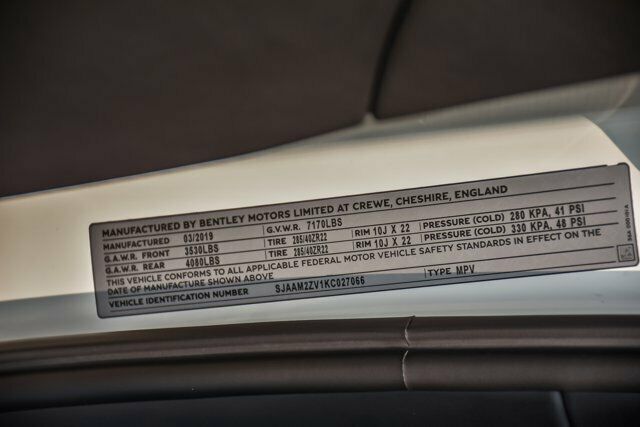 MANUFACTURED BY BENTLEY MOTORS LIMITED AT CREWE, CHESHIRE, ENGLAND
MANUFACTURED 03/2019 G.V.W.R. 7170LBS
G.A.W.R. FRONT 3530LBS TIRE 285/40ZR22 RIM 10J X 22 PRESSURE (COLD) 280 KPA, 41 PSI
G.A.W.R. REAR 4080LBS TIRE 285/40ZR22 RIM 10J X 22 PRESSURE (COLD) 330 KPA, 48 PSI
THIS VEHICLE CONFORMS TO ALL APPLICABLE FEDERAL MOTOR VEHICLE SAFETY STANDARDS IN EFFECT ON THE
DATE OF MANUFACTURE SHOWN ABOVE
VEHICLE IDENTIFICATION NUMBER SJAAM2ZV1KC027066 TYPE MPV